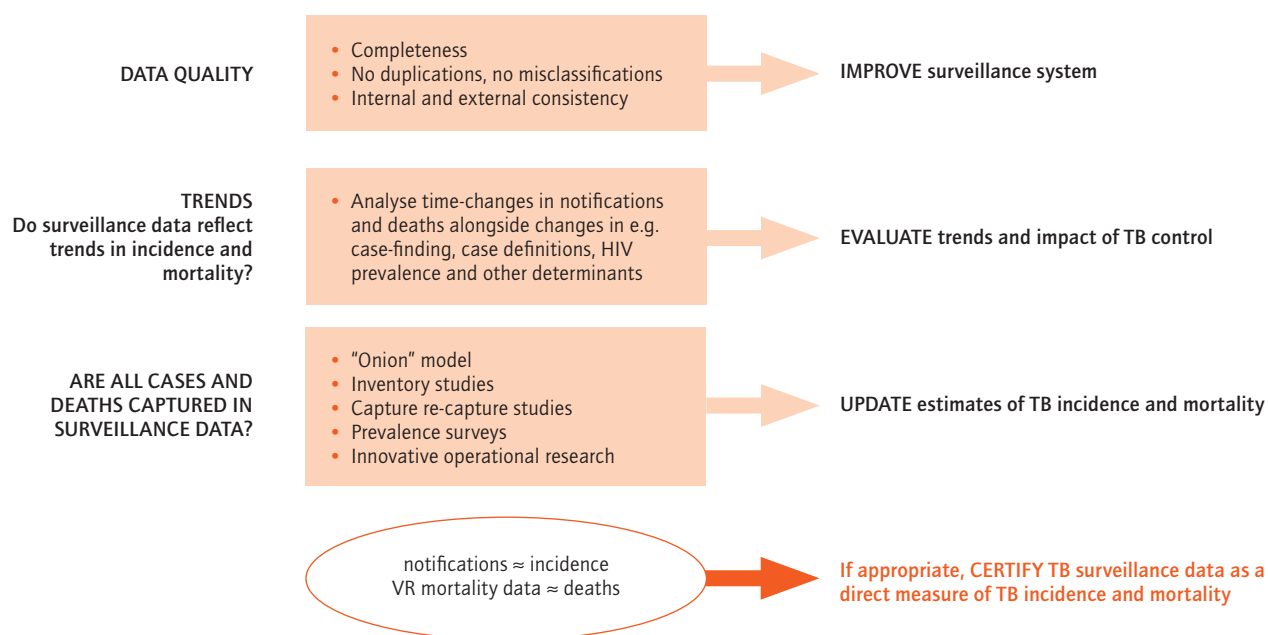 DATA QUALITY
• Completeness
• No duplications, no misclassifications
• Internal and external consistency
IMPROVE surveillance system
TRENDS
Do surveillance data reflect
trends in incidence and
mortality?
• Analyse time-changes in notifications
and deaths alongside changes in e.g.
case-finding, case definitions, HIV
prevalence and other determinants
EVALUATE trends and impact of TB control
ARE ALL CASES AND
DEATHS CAPTURED IN
SURVEILLANCE DATA?
• “Onion” model
• Inventory studies
• Capture re-capture studies
• Prevalence surveys
• Innovative operational research
UPDATE estimates of TB incidence and mortality
notifications ≈ incidence
VR mortality data ≈ deaths
If appropriate, CERTIFY TB surveillance data as a
direct measure of TB incidence and mortality